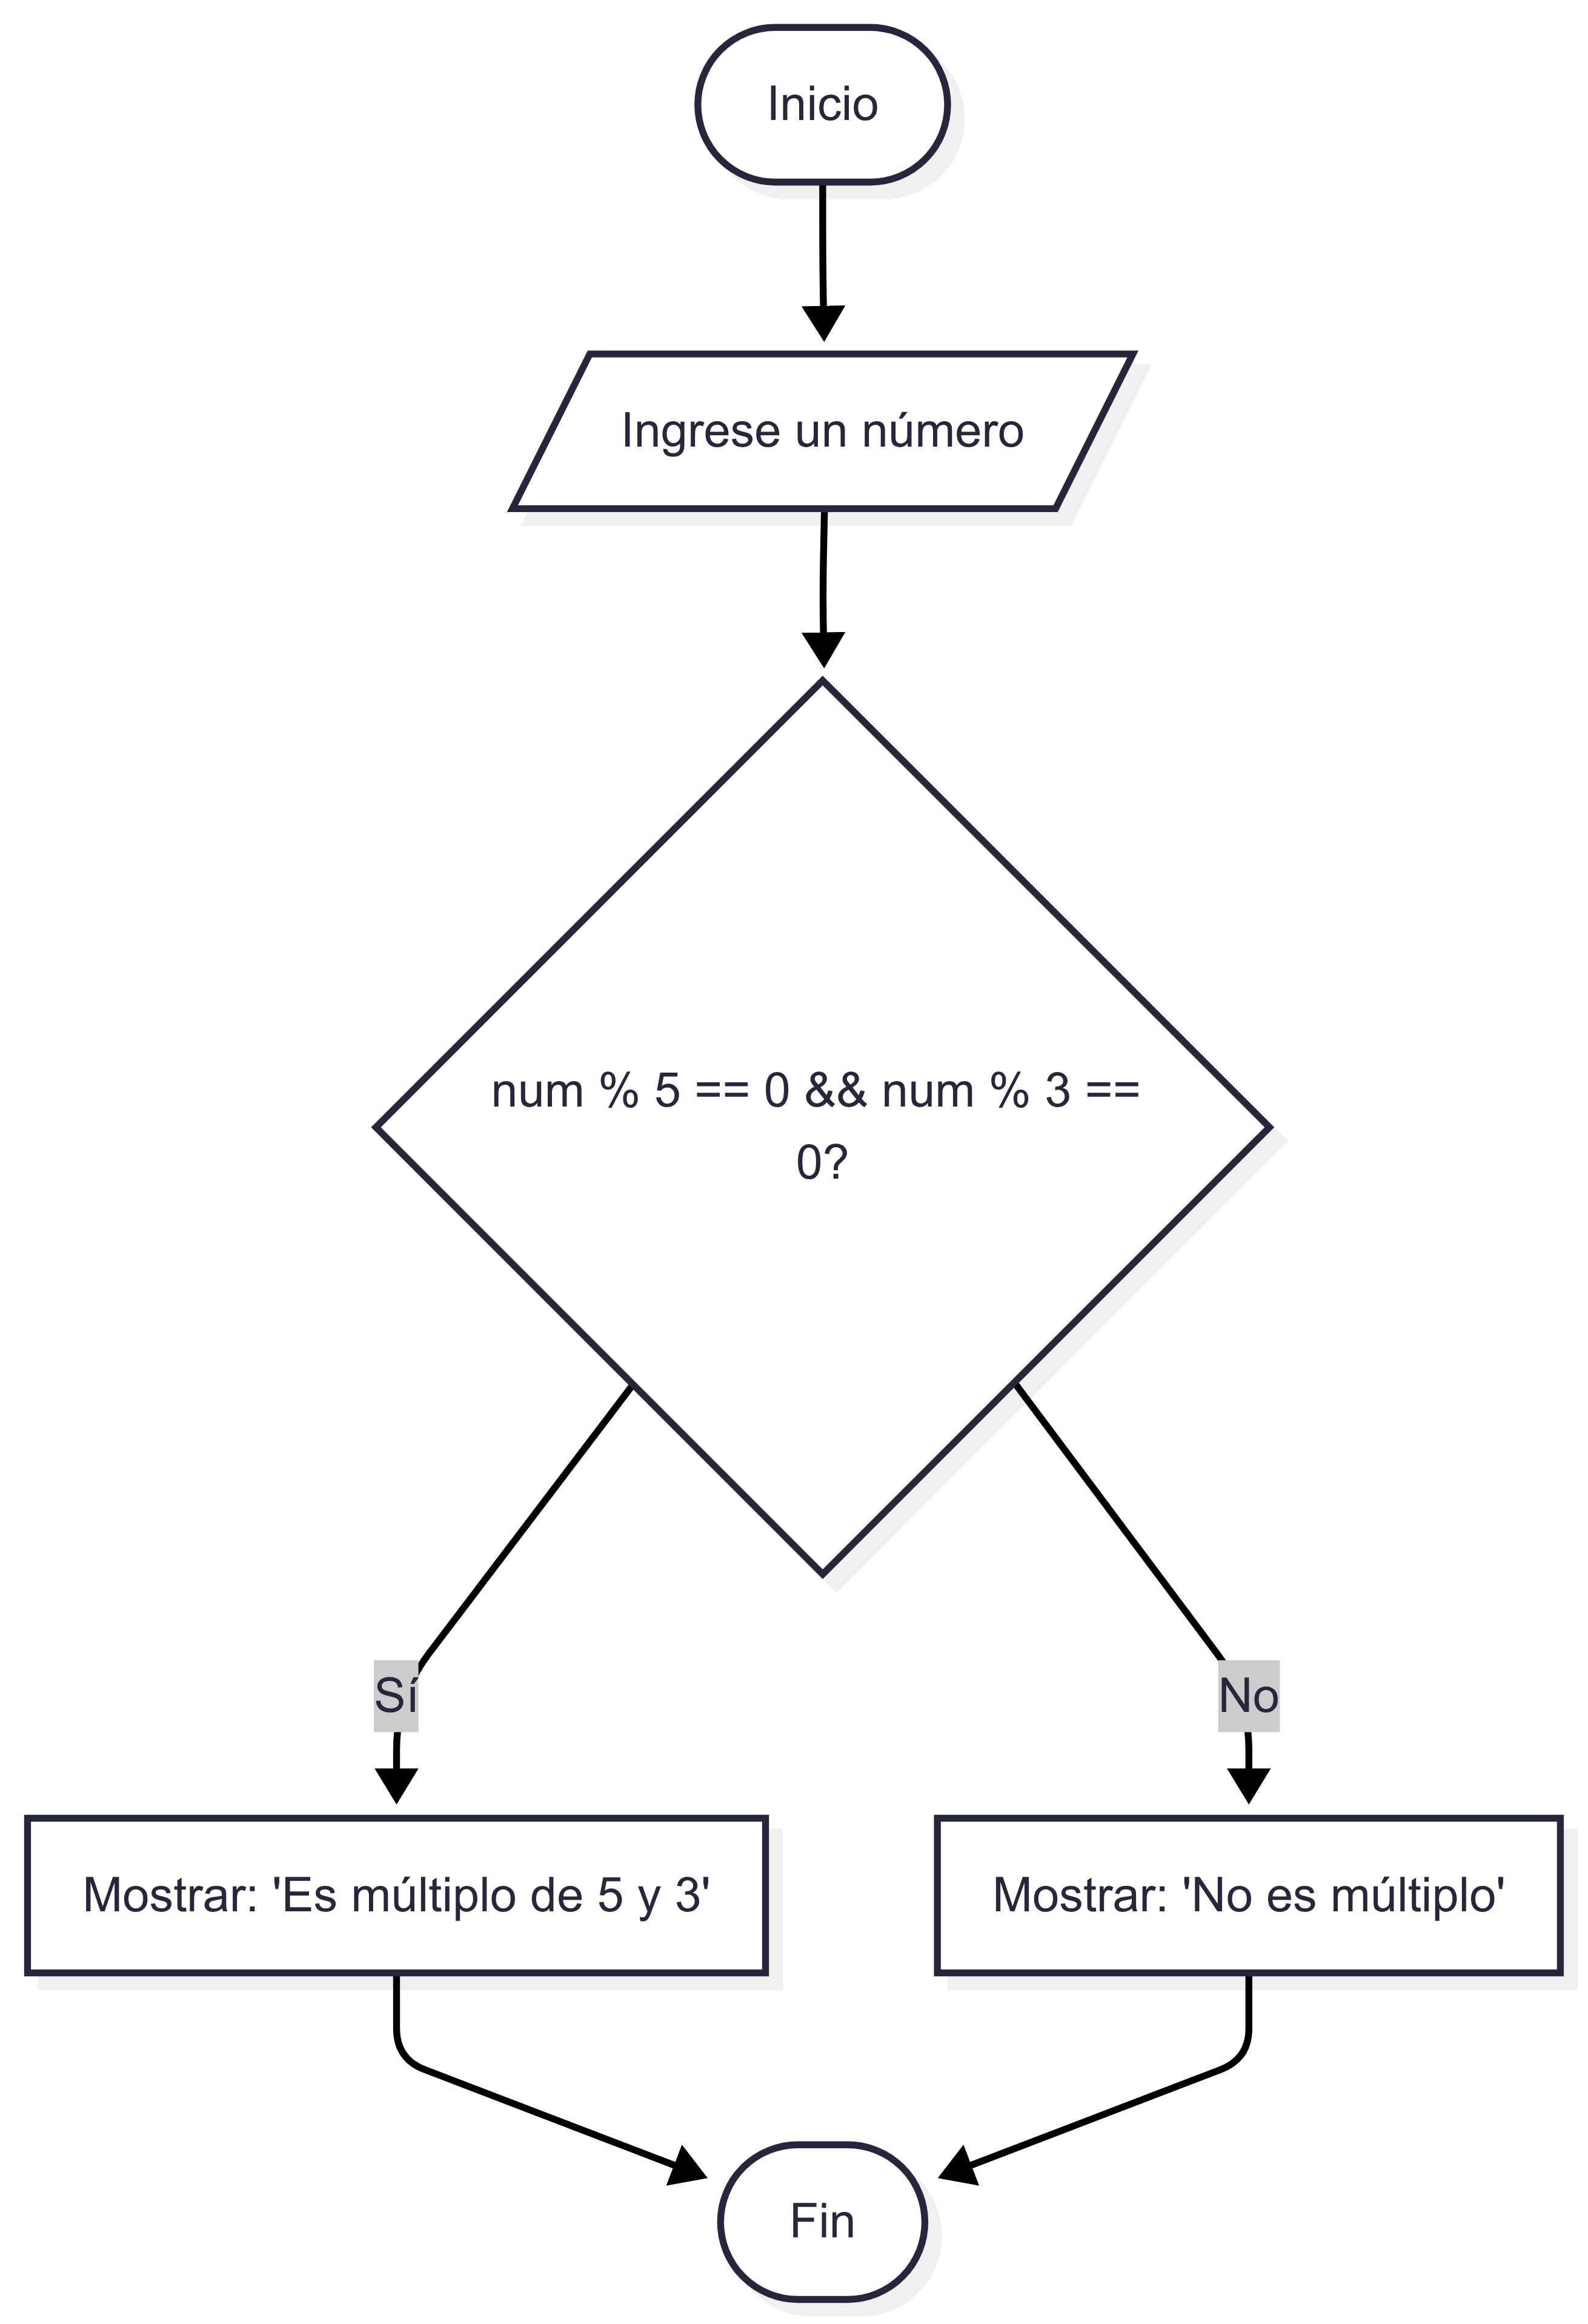 Inicio
Ingrese un número
num % 5 == 0 && num % 3 ==
0?
Sí
No
Mostrar: 'Es múltiplo de 5 y 3'
Mostrar: 'No es múltiplo'
Fin